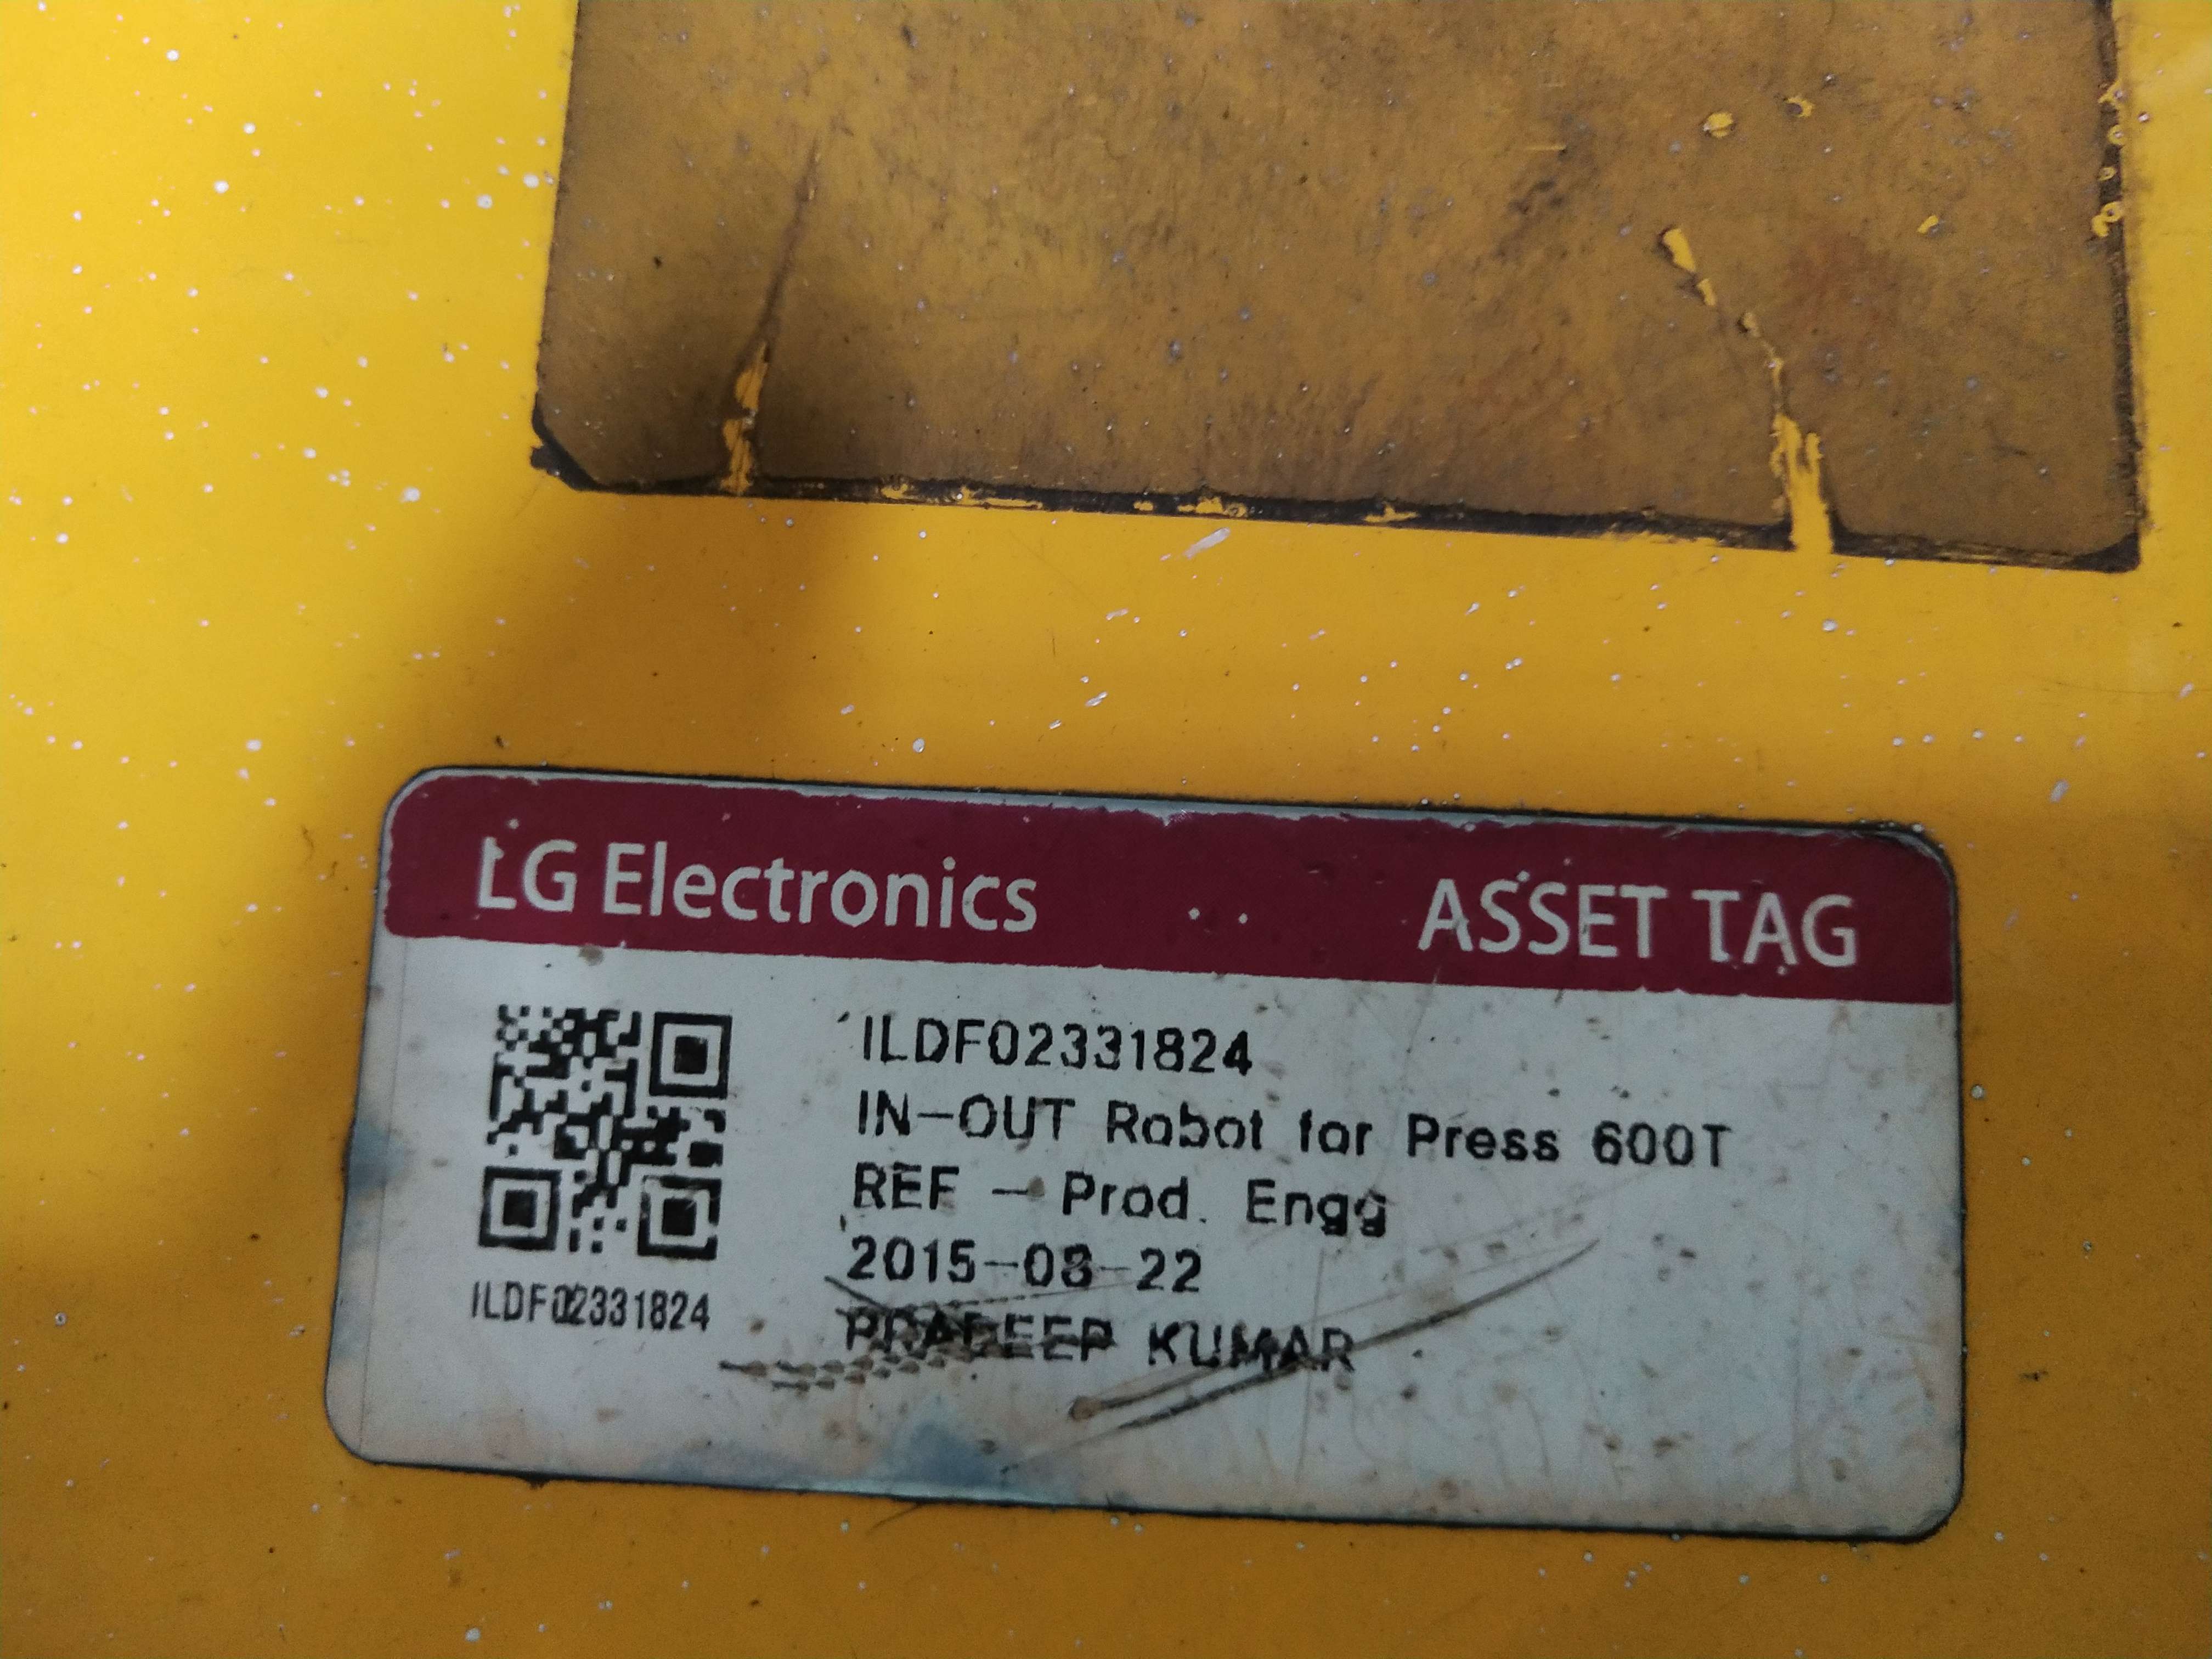 LG Electronics ASSET TAG
ILDF02331824
IN-OUT Robot for Press 600T
REF - Prod. Engg
2015-08-22
PRADEEP KUMAR
ILDF02331824